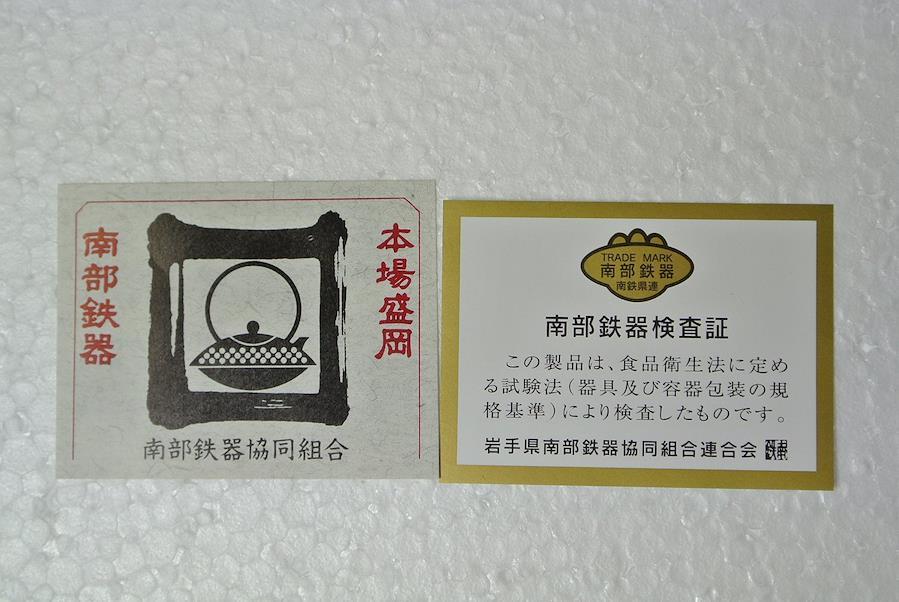 本場盛岡
南部鉄器
南部鉄器協同組合
TRADE MARK
南部鉄器
南鉄県連
南部鉄器検査証
この製品は、食品衛生法に定め
る試験法(器具及び容器包装の規
格基準)により検査したものです。
岩手県南部鉄器協同組合連合会